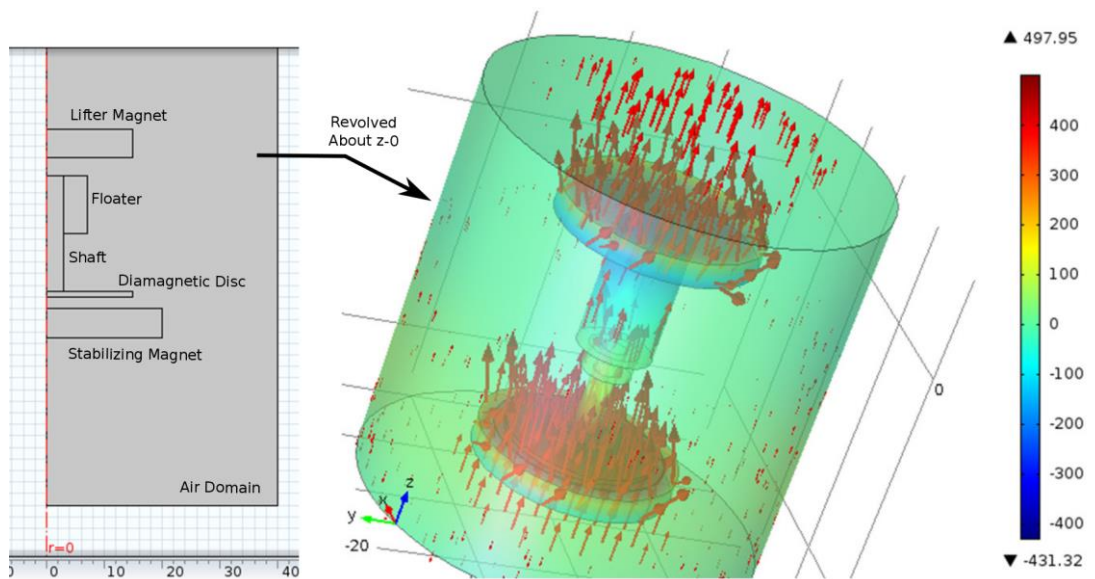 Lifter Magnet
Floater
Shaft
Diamagnetic Disc
Stabilizing Magnet
Air Domain
r=0
0 0 10 20 30 40
Revolved
About z-0
z
x
y
-20
0
497.95
400
300
200
100
0
-100
-200
-300
-400
-431.32